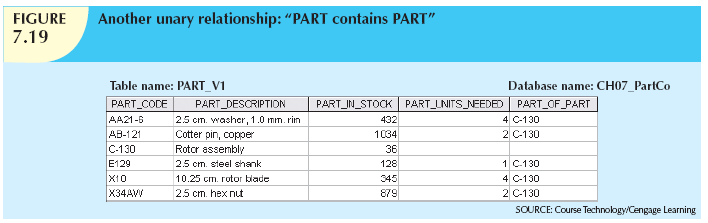 FIGURE
7.19
Another unary relationship: “PART contains PART”
Table name: PART_V1 Database name: CH07_PartCo
PART_CODE PART_DESCRIPTION PART_IN_STOCK PART_UNITS_NEEDED PART_OF_PART
AA21-6 2.5 cm. washer, 1.0 mm. rim 432 4 C-130
AB-121 Cotter pin, copper 1034 2 C-130
C-130 Rotor assembly 36
E129 2.5 cm. steel shank 128 1 C-130
X10 10.25 cm. rotor blade 345 4 C-130
X34AW 2.5 cm. hex nut 879 2 C-130
SOURCE: Course Technology/Cengage Learning